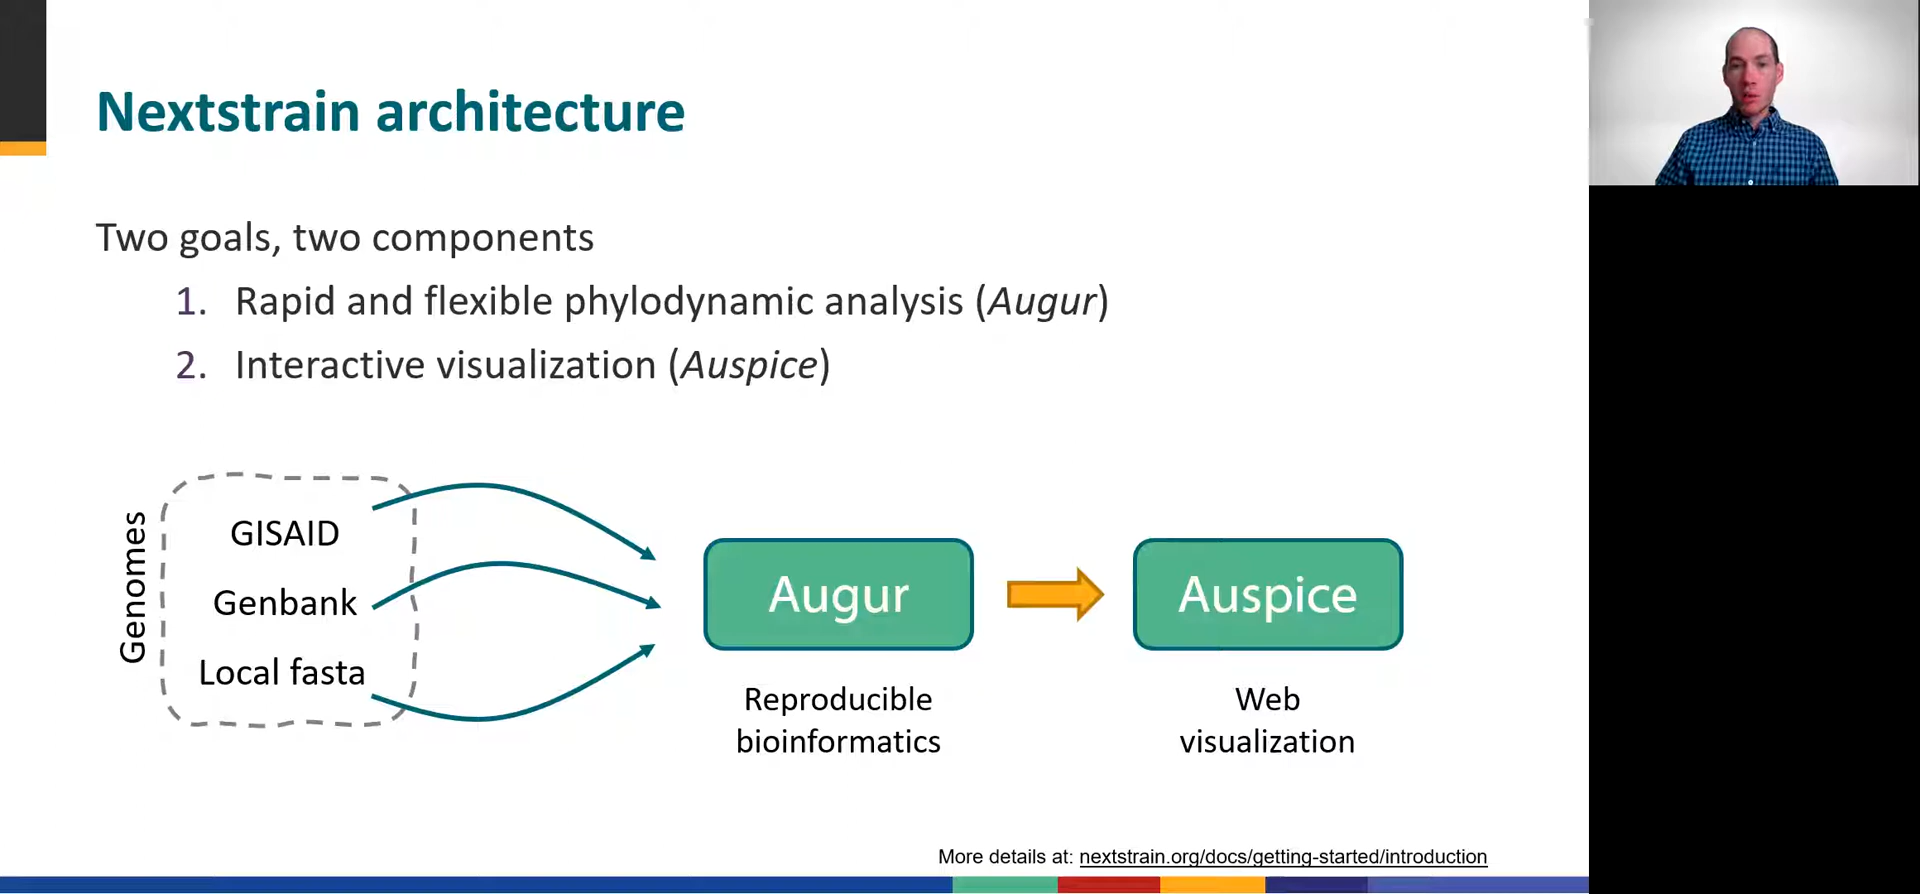 Nextstrain architecture
Two goals, two components
1. Rapid and flexible phylodynamic analysis (Augur)
2. Interactive visualization (Auspice)
Genomes
GISAID
Genbank
Local fasta
Augur
Reproducible
bioinformatics
Auspice
Web
visualization
More details at: nextstrain.org/docs/getting-started/introduction